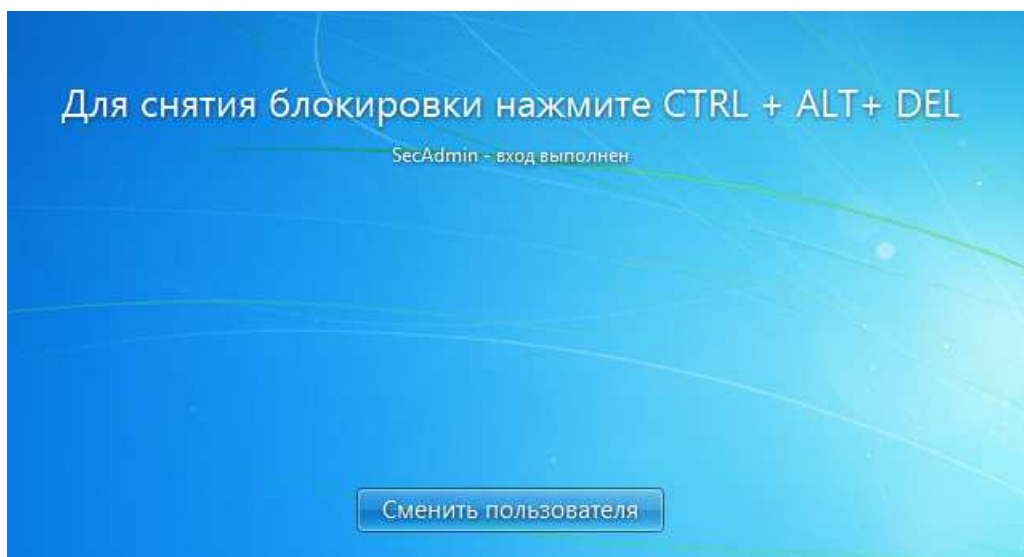 Для снятия блокировки нажмите CTRL + ALT+ DEL
SecAdmin - вход выполнен
Сменить пользователя